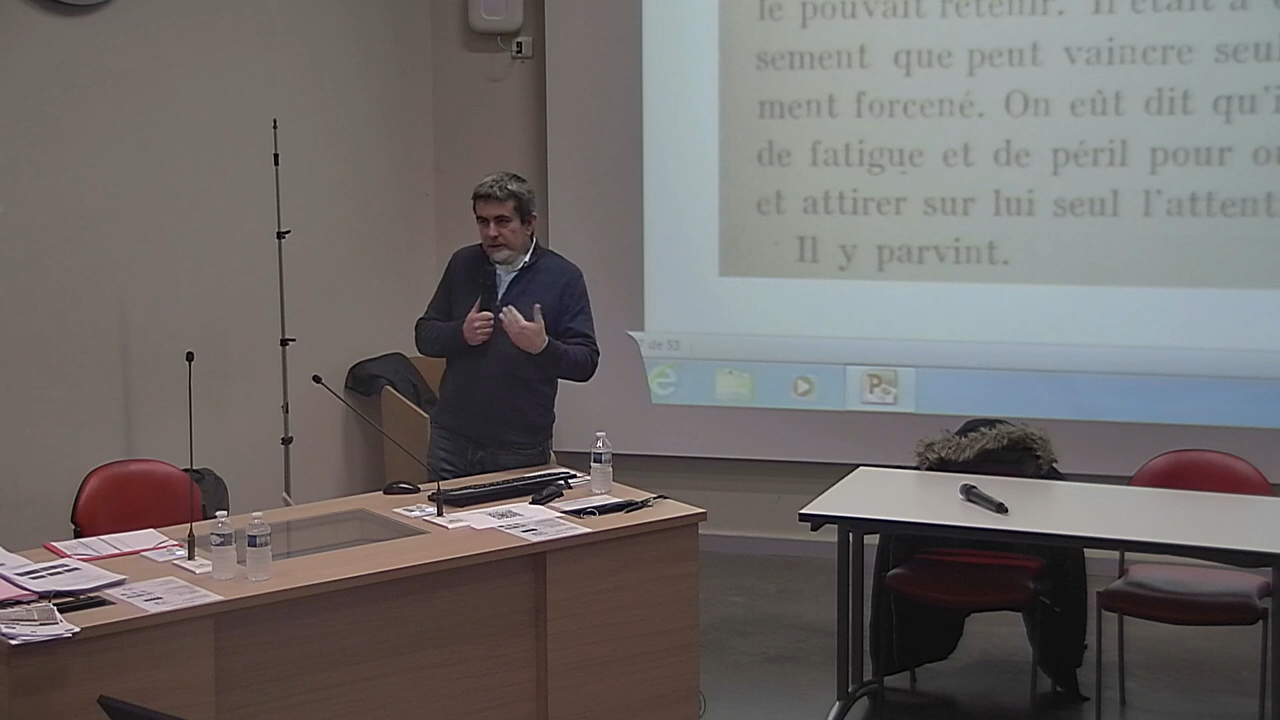 le pouvait retenir. Il était à
sement que peut vaincre seu
ment forcené. On eût dit qu'i
de fatigue et de péril pour
et attirer sur lui seul l'attent
Il y parvint.
de 53